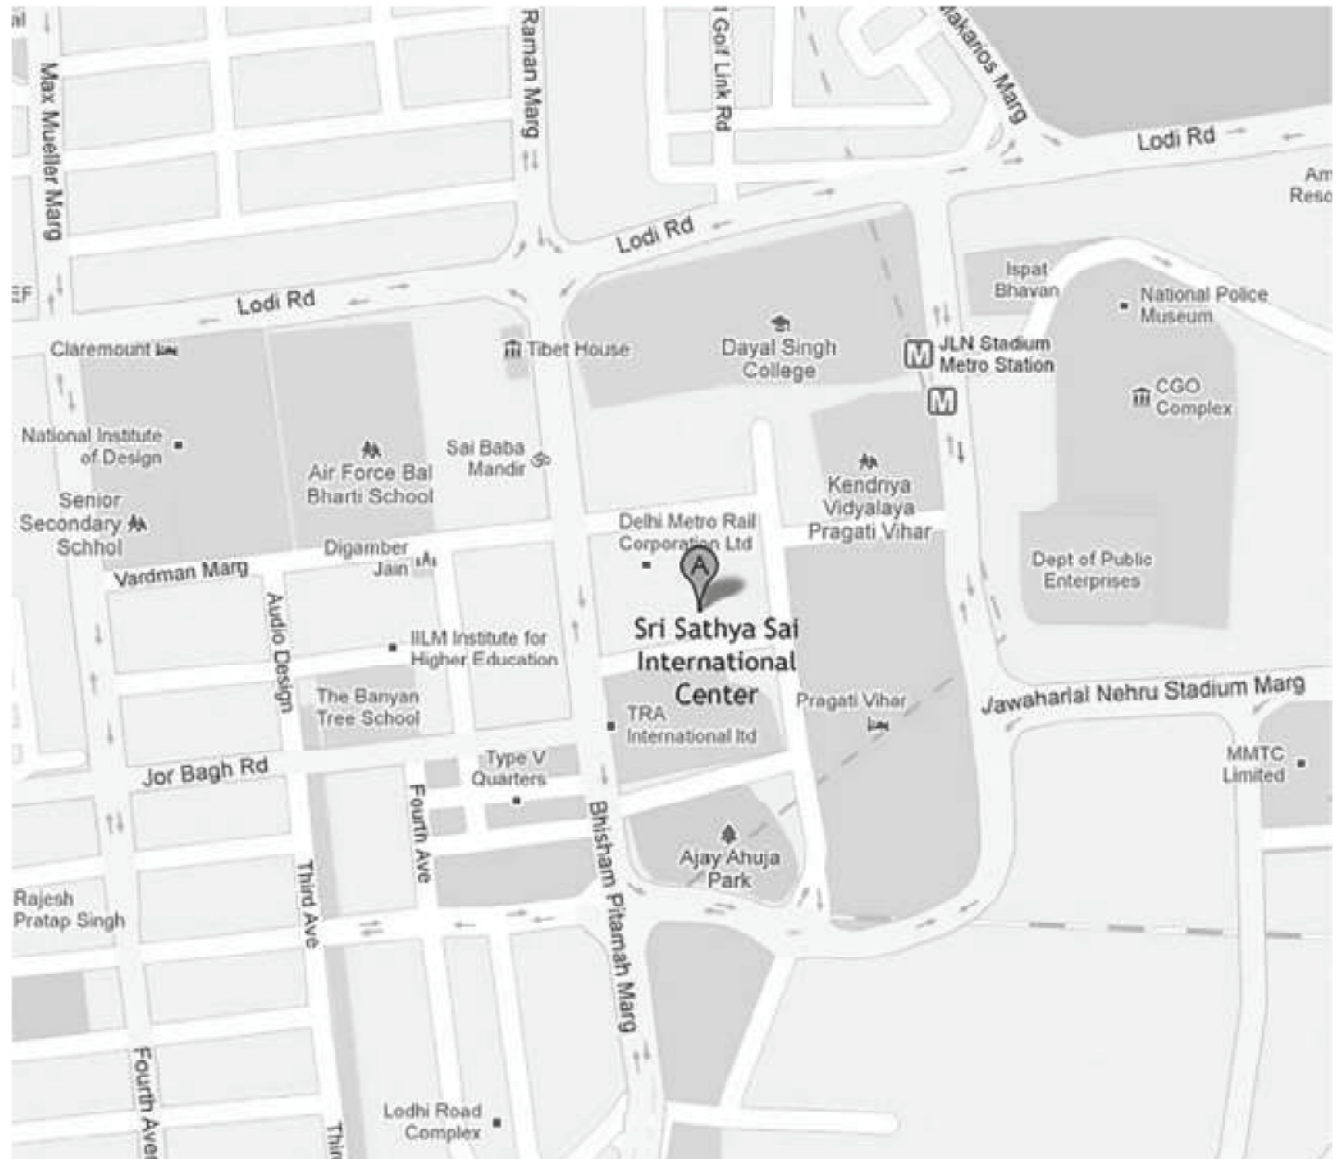 al
Raman Marg
Golf Link Rd
Makanos Marg
Max Mueller Marg
Lodi Rd
Am
Reso
Lodi Rd
Ispat
Bhavan
National Police
Museum
EF
Lodi Rd
Claremount
Tibet House
Dayal Singh
College
M JLN Stadium
Metro Station
M
CGO
Complex
National Institute
of Design
Air Force Bal
Bharti School
Sai Baba
Mandir
Kendriya
Vidyalaya
Pragati Vihar
Senior
Secondary
Schhol
Delhi Metro Rail
Corporation Ltd
Digamber
Jain
A
Vardman Marg
Dept of Public
Enterprises
Audio Design
Sri Sathya Sai
International
Center
IILM Institute for
Higher Education
The Banyan
Tree School
Pragati Vihar
Jawaharlal Nehru Stadium Marg
TRA
International ltd
Jor Bagh Rd
Type V
Quarters
MMTC
Limited
Fourth Ave
Bhisham Pitamah Marg
Ajay Ahuja
Park
Third Ave
Rajesh
Pratap Singh
Fourth Aven
Lodhi Road
Complex
Thir